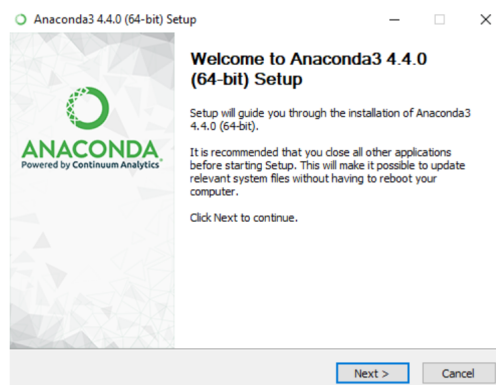 Anaconda3 4.4.0 (64-bit) Setup
Welcome to Anaconda3 4.4.0
(64-bit) Setup
Setup will guide you through the installation of Anaconda3
4.4.0 (64-bit).
It is recommended that you close all other applications
before starting Setup. This will make it possible to update
relevant system files without having to reboot your
computer.
Click Next to continue.
ANACONDA
Powered by Continuum Analytics
Next >
Cancel